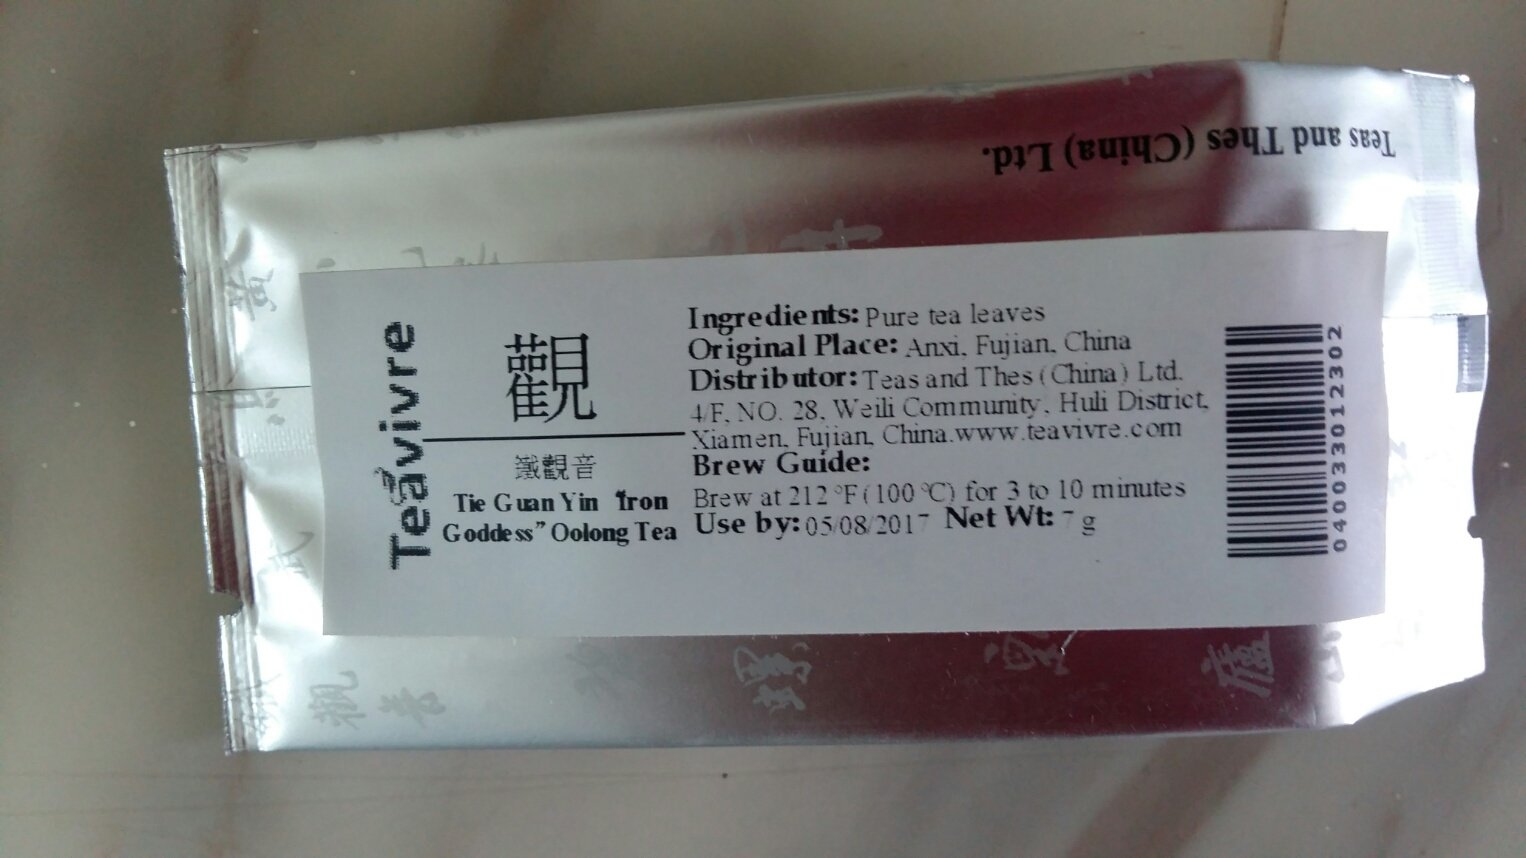 Teas and Thes (China) Ltd.
Teavivre
觀
鐵觀音
Tie Guan Yin "Iron
Goddess" Oolong Tea
Ingredients: Pure tea leaves
Original Place: Anxi, Fujian, China
Distributor: Teas and Thes (China) Ltd.
4/F, NO. 28, Weili Community, Huli District,
Xiamen, Fujian, China.www.teavivre.com
Brew Guide:
Brew at 212 °F (100 °C) for 3 to 10 minutes
Use by: 05/08/2017 Net Wt: 7 g
040033012302